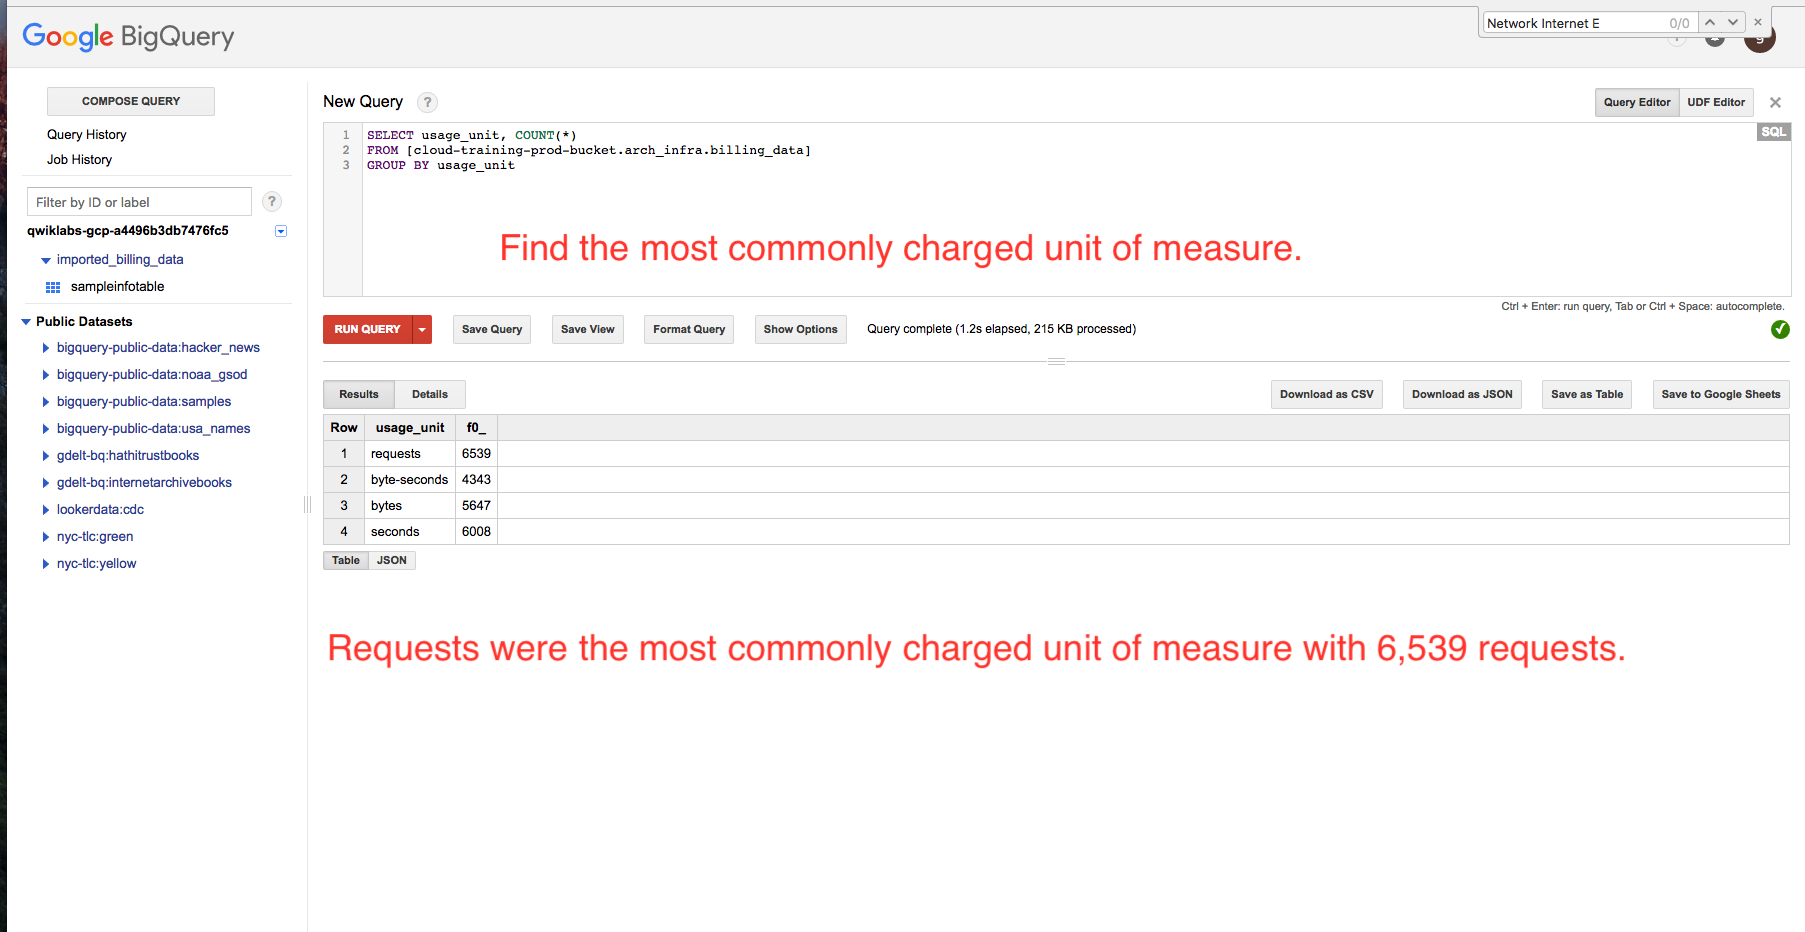 Network Internet E 0/0
Google BigQuery
COMPOSE QUERY
Query History
Job History
Filter by ID or label ?
qwiklabs-gcp-a4496b3db7476fc5
imported_billing_data
sampleinfotable
Public Datasets
bigquery-public-data:hacker_news
bigquery-public-data:noaa_gsod
bigquery-public-data:samples
bigquery-public-data:usa_names
gdelt-bq:hathitrustbooks
gdelt-bq:internetarchivebooks
lookerdata:cdc
nyc-tlc:green
nyc-tlc:yellow
New Query ? Query Editor UDF Editor
SQL
1 SELECT usage_unit, COUNT(*)
2 FROM [cloud-training-prod-bucket.arch_infra.billing_data]
3 GROUP BY usage_unit
Find the most commonly charged unit of measure.
Ctrl + Enter: run query, Tab or Ctrl + Space: autocomplete.
RUN QUERY Save Query Save View Format Query Show Options Query complete (1.2s elapsed, 215 KB processed)
Results Details Download as CSV Download as JSON Save as Table Save to Google Sheets
Row usage_unit f0_
1 requests 6539
2 byte-seconds 4343
3 bytes 5647
4 seconds 6008
Table JSON
Requests were the most commonly charged unit of measure with 6,539 requests.